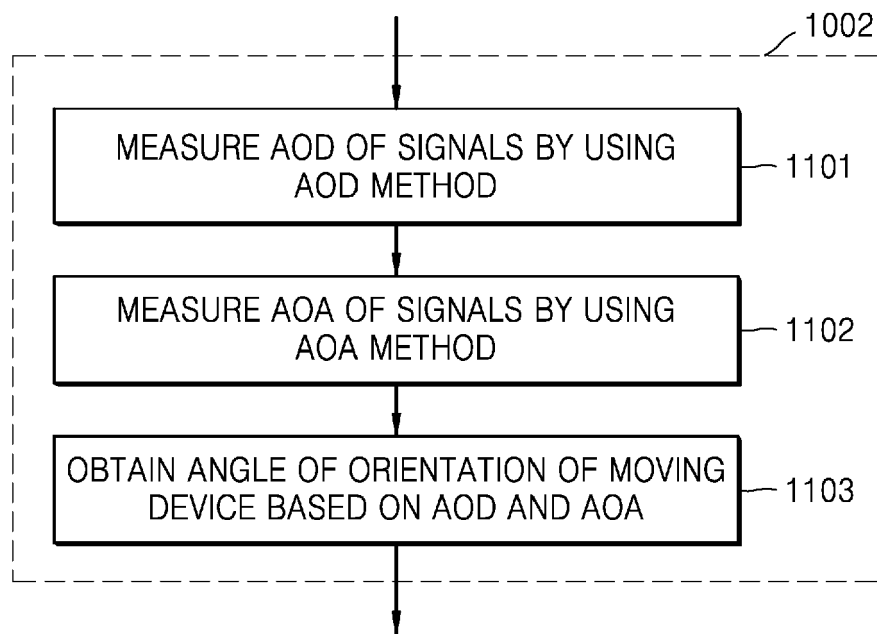 1002
MEASURE AOD OF SIGNALS BY USING
AOD METHOD
1101
MEASURE AOA OF SIGNALS BY USING
AOA METHOD
1102
OBTAIN ANGLE OF ORIENTATION OF MOVING
DEVICE BASED ON AOD AND AOA
1103